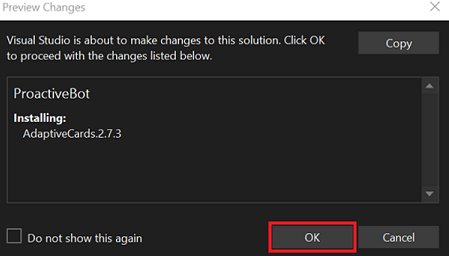 Preview Changes
Visual Studio is about to make changes to this solution. Click OK
to proceed with the changes listed below.
Copy
ProactiveBot
Installing:
AdaptiveCards.2.7.3
Do not show this again
OK
Cancel